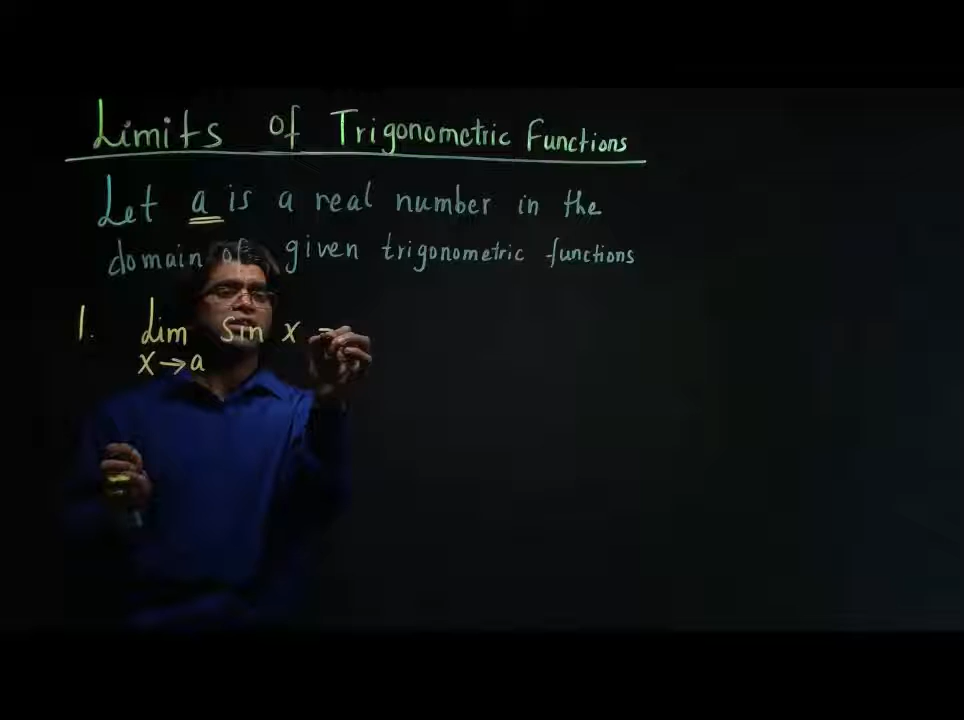 Limits of Trigonometric Functions
Let a is a real number in the
domain of given trigonometric functions
1. lim sin x =
x→a